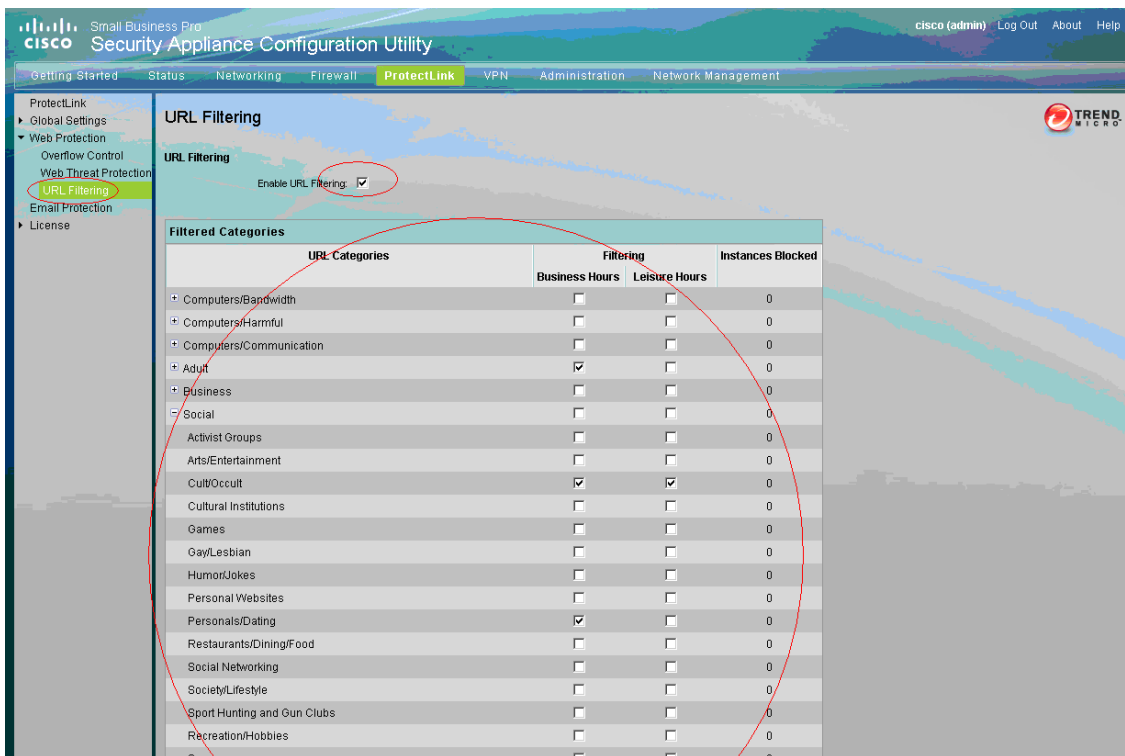 Small Business Pro
CISCO Security Appliance Configuration Utility
cisco (admin) Log Out About Help
Getting Started Status Networking Firewall ProtectLink VPN Administration Network Management
ProtectLink
Global Settings
Web Protection
Overflow Control
Web Threat Protection
URL Filtering
Email Protection
License
URL Filtering
TREND
MICRO
URL Filtering
Enable URL Filtering:
Filtered Categories
URL Categories Filtering Instances Blocked
Business Hours Leisure Hours
Computers/Bandwidth 0
Computers/Harmful 0
Computers/Communication 0
Adult 0
Business 0
Social 0
Activist Groups 0
Arts/Entertainment 0
Cult/Occult 0
Cultural Institutions 0
Games 0
Gay/Lesbian 0
Humor/Jokes 0
Personal Websites 0
Personals/Dating 0
Restaurants/Dining/Food 0
Social Networking 0
Society/Lifestyle 0
Sport Hunting and Gun Clubs 0
Recreation/Hobbies 0